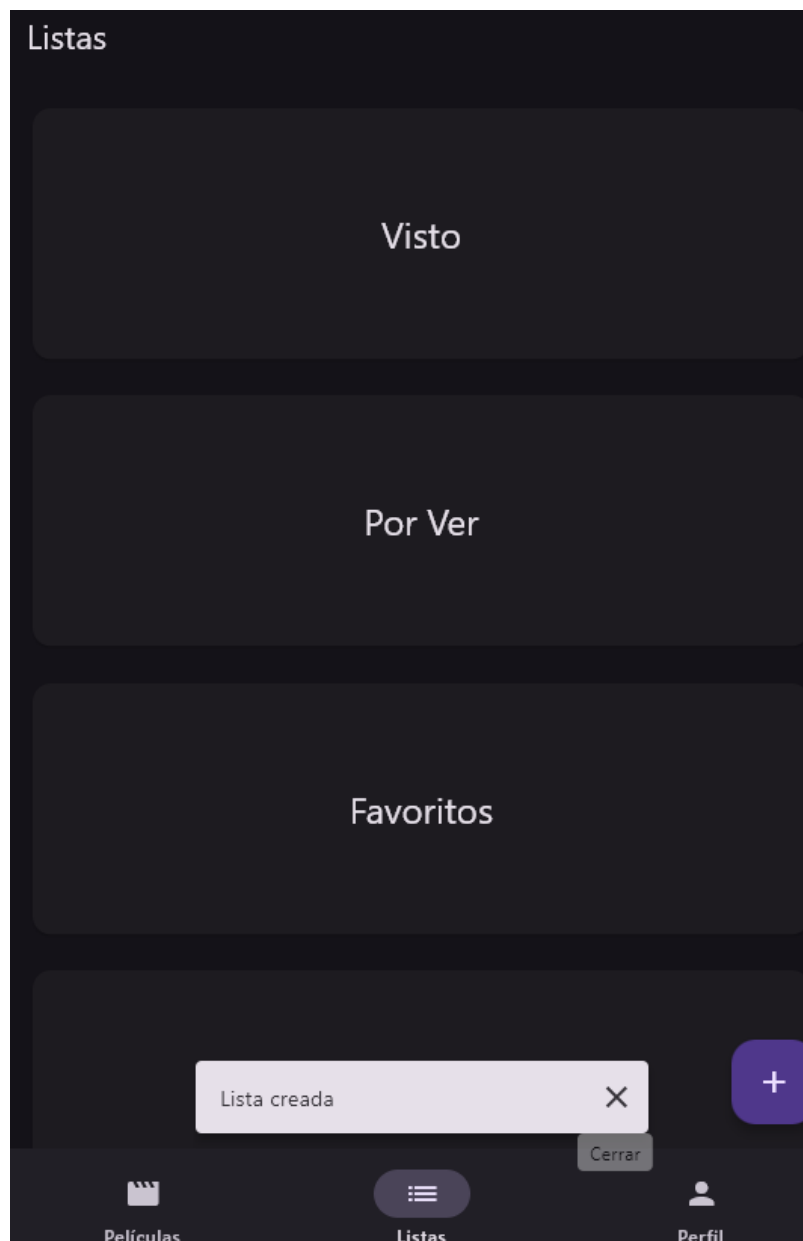 Listas
Visto
Por Ver
Favoritos
Lista creada
Cerrar
Películas
Listas
Perfil